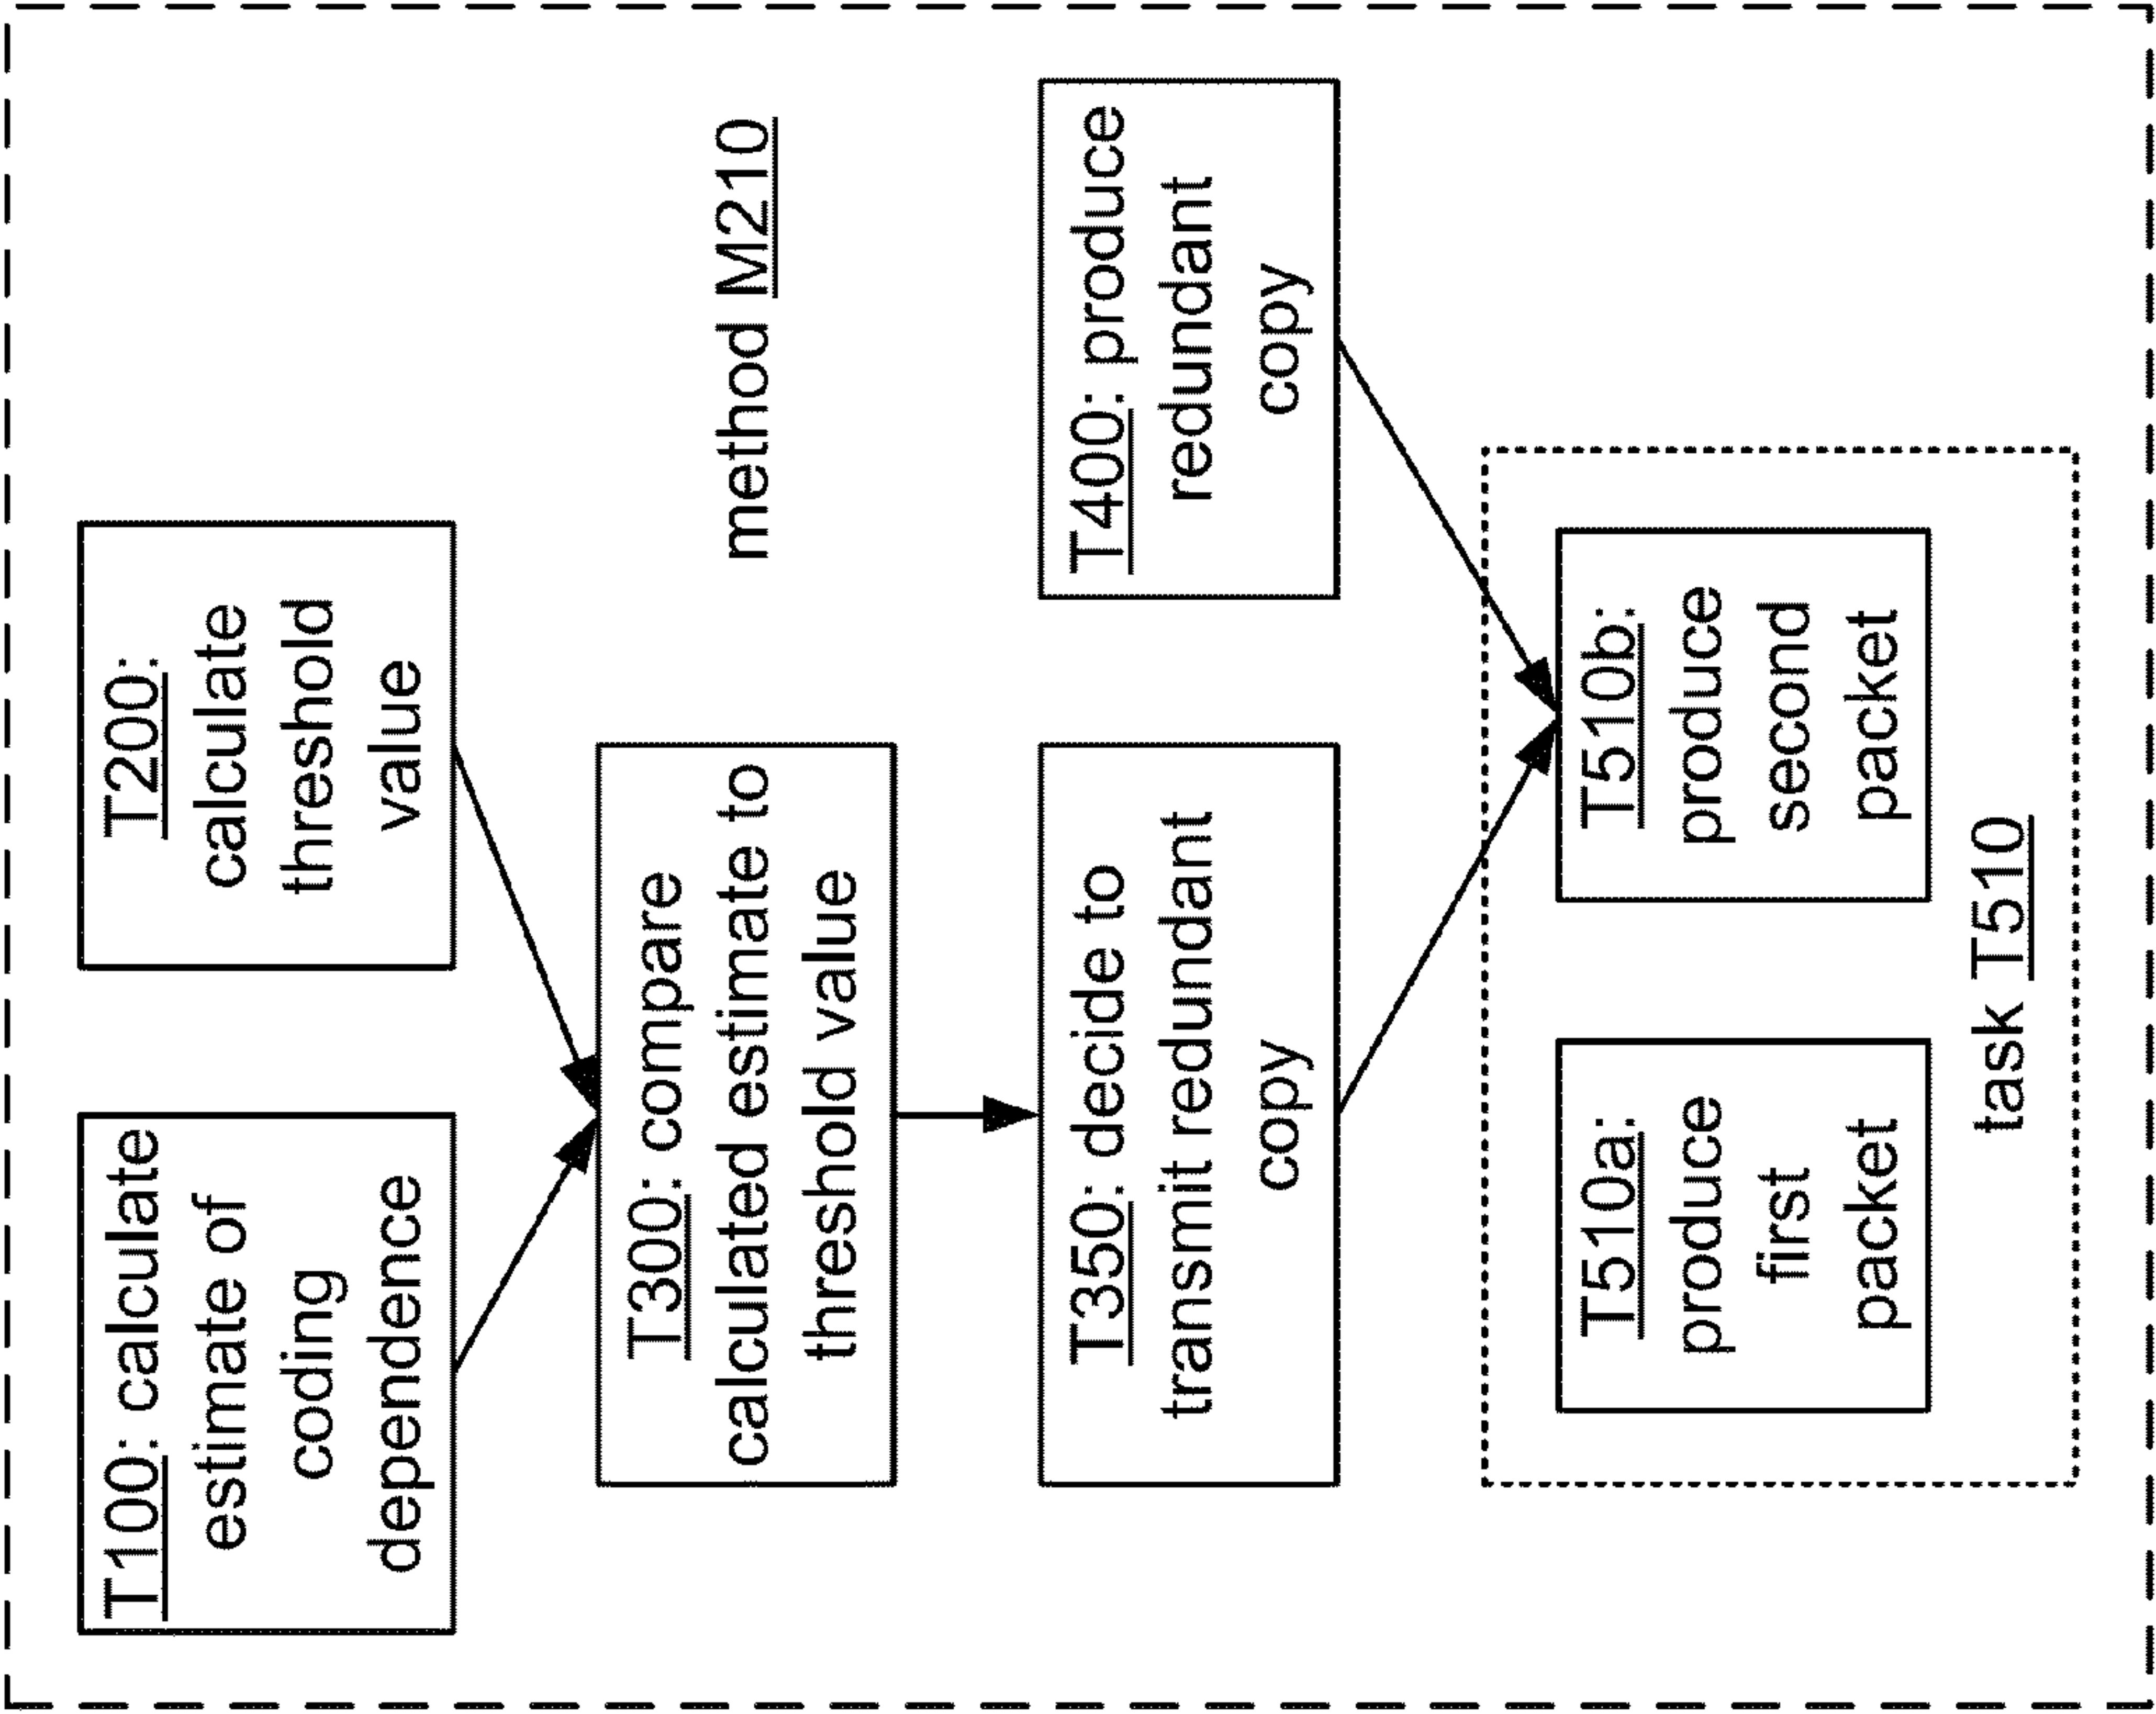 T100: calculate
estimate of
coding
dependence
T200:
calculate
threshold
value
T300: compare
calculated estimate to
threshold value
method M210
T350: decide to
transmit redundant
copy
T400: produce
redundant
copy
T510a:
produce
first
packet
T510b:
produce
second
packet
task T510